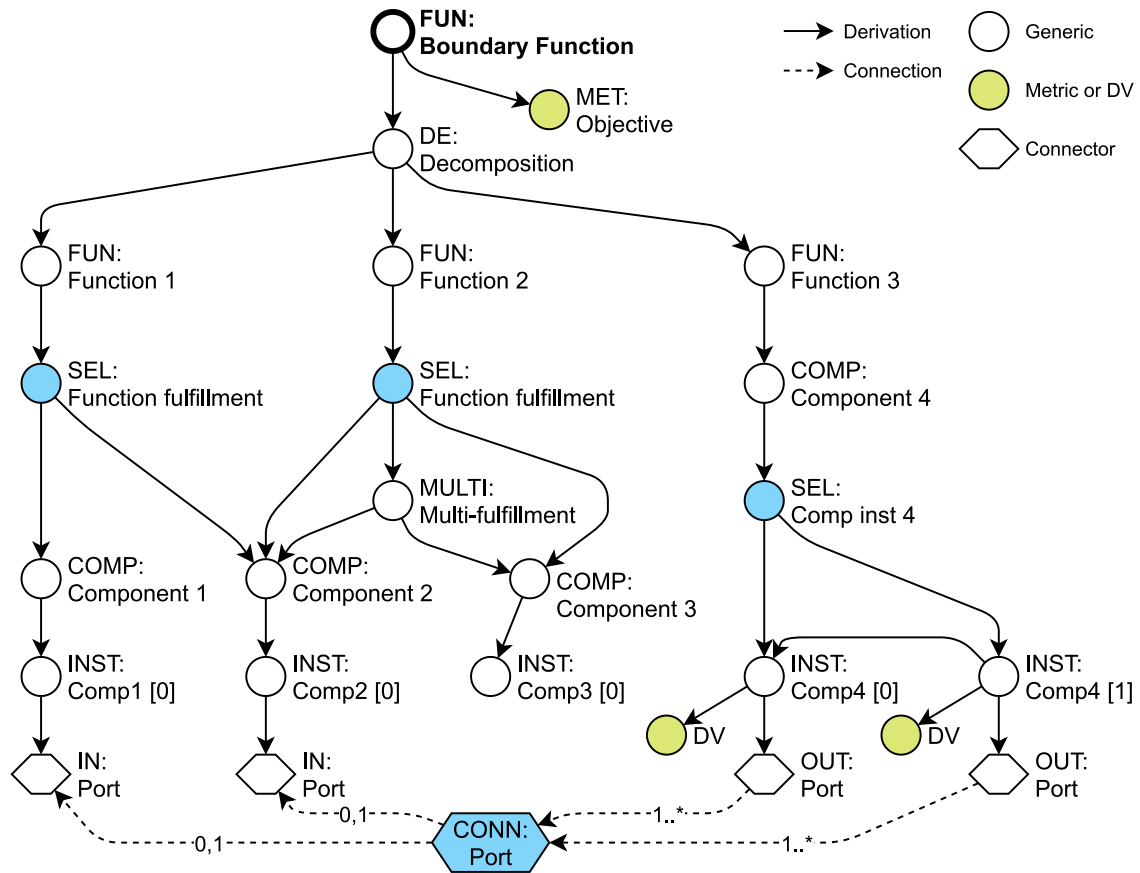 FUN:
Boundary Function
Derivation
Generic
Connection
MET:
Objective
Metric or DV
DE:
Decomposition
Connector
FUN:
Function 1
FUN:
Function 2
FUN:
Function 3
SEL:
Function fulfillment
SEL:
Function fulfillment
COMP:
Component 4
MULTI:
Multi-fulfillment
SEL:
Comp inst 4
COMP:
Component 1
COMP:
Component 2
COMP:
Component 3
INST:
Comp1 [0]
INST:
Comp2 [0]
INST:
Comp3 [0]
INST:
Comp4 [0]
INST:
Comp4 [1]
DV
DV
IN:
Port
IN:
Port
OUT:
Port
OUT:
Port
0,1
0,1
CONN:
Port
1..*
1..*